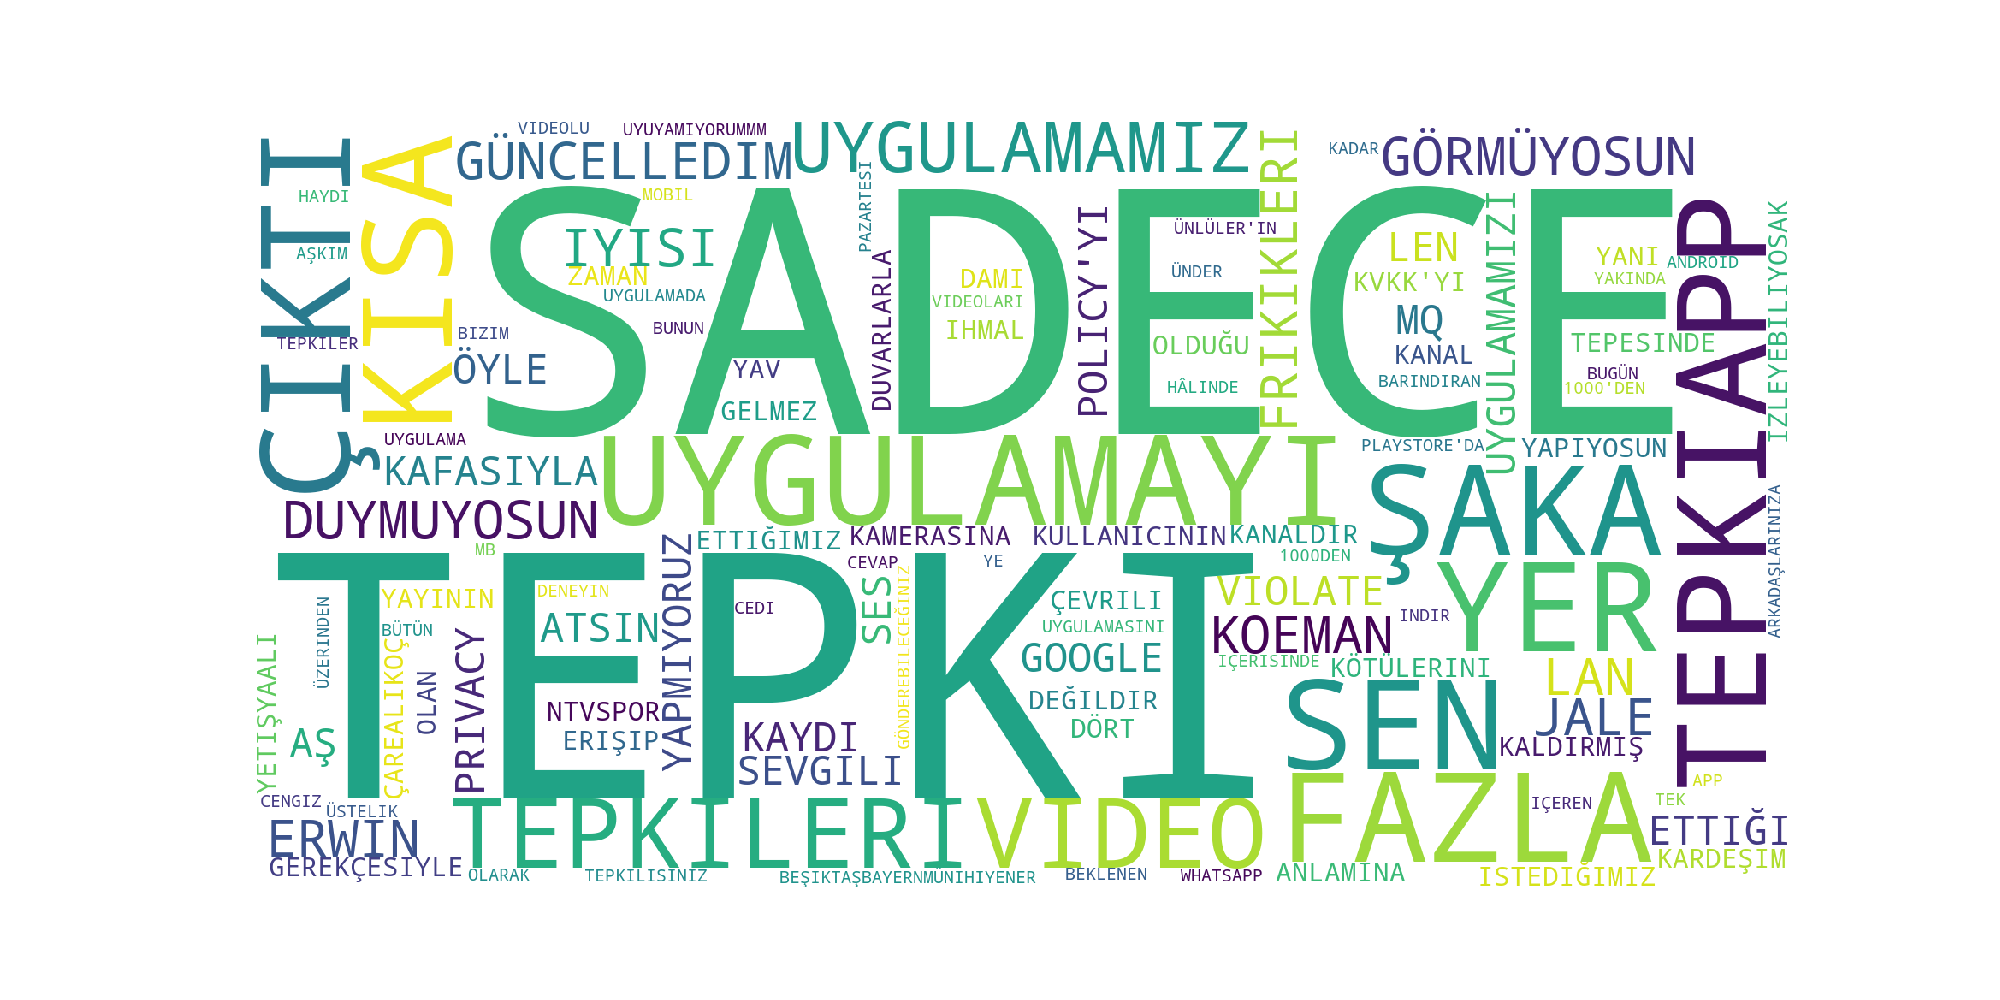 VIDEOLU
UYUYAMIYORUMMM
UYGULAMAMIZ
GÜNCELLEDIM
GÖRMÜYOSUN
KADAR
ÇIKTI
KISA
HAYDI
AŞKIM
TEPKILER
SADECE
MOBIL
IYISI
ZAMAN
UYGULAMADA
BUNUN
BIZIM
ÖYLE
YAV
GELMEZ
PAZARTESI
DUVARLARLA
DAMI
VIDEOLARI
IHMAL
POLICY'YI
ÜNLÜLER'IN
ÜNDER
OLDUĞU
HÂLINDE
FRIKIKLERI
LEN
KVKK'YI
MQ
KANAL
BARINDIRAN
UYGULAMAMIZI
YANI
YAKINDA
ANDROID
TEPESINDE
BUGÜN
1000'DEN
TEPKIAPP
IZLEYEBILIYOSAK
UYGULAMA
KAFASIYLA
DUYMUYOSUN
UYGULAMAYI
PLAYSTORE'DA
YAPIYOSUN
ŞAKA
ARKADAŞLARINIZA
MB
ETTIĞIMIZ
KAMERASINA
KULLANICININ
KANALDIR
1000DEN
CEVAP
YE
TEPKI
YAPMIYORUZ
YAYININ
BÜTÜN
ÜZERINDEN
DENEYIN
ATSIN
CEDI
SES
GÖNDEREBILECEĞINIZ
ÇEVRILI
UYGULAMASINI
GOOGLE
DEĞILDIR
DÖRT
VIOLATE
KOEMAN
INDIR
IÇERISINDE
KÖTÜLERINI
YER
LAN
JALE
SEN
KALDIRMIŞ
YETIŞYAALI
AŞ
ÇAREALIKOÇ
OLAN
PRIVACY
NTVSPOR
ERIŞIP
KAYDI
SEVGILI
CENGIZ
ÜSTELIK
ERWIN
GEREKÇESIYLE
TEPKILERI
VIDEO
FAZLA
IÇEREN
APP
TEK
ETTIĞI
KARDEŞIM
OLARAK
TEPKILISINIZ
BEŞIKTAŞBAYERNMÜNIHIYENER
BEKLENEN
WHATSAPP
ANLAMINA
ISTEDIĞIMIZ